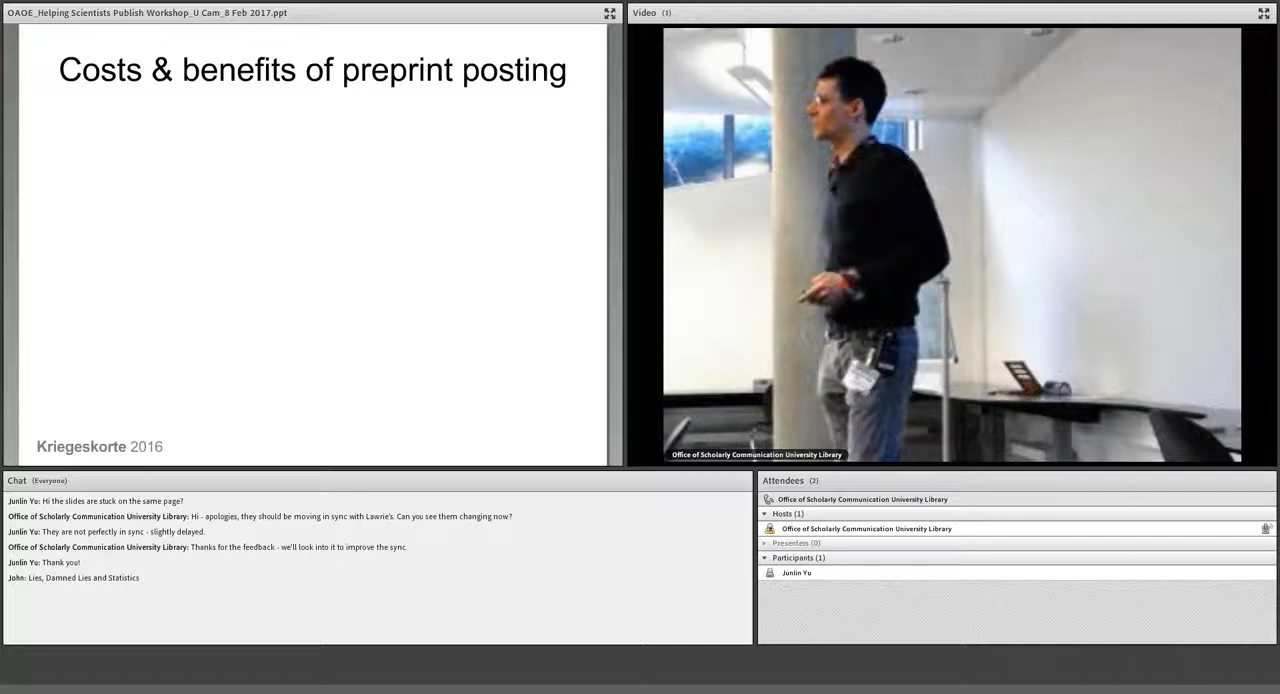 OAOE_Helping Scientists Publish Workshop_U Cam_8 Feb 2017.ppt
Costs & benefits of preprint posting
Kriegeskorte 2016
Video (1)
Office of Scholarly Communication University Library
Chat (Everyone)
Junlin Yu: Hi the slides are stuck on the same page?
Office of Scholarly Communication University Library: Hi - apologies, they should be moving in sync with Lawrie's. Can you see them changing now?
Junlin Yu: They are not perfectly in sync - slightly delayed.
Office of Scholarly Communication University Library: Thanks for the feedback - we'll look into it to improve the sync.
Junlin Yu: Thank you!
John: Lies, Damned Lies and Statistics
Attendees (2)
Office of Scholarly Communication University Library
Hosts (1)
Office of Scholarly Communication University Library
Presenters (0)
Participants (1)
Junlin Yu